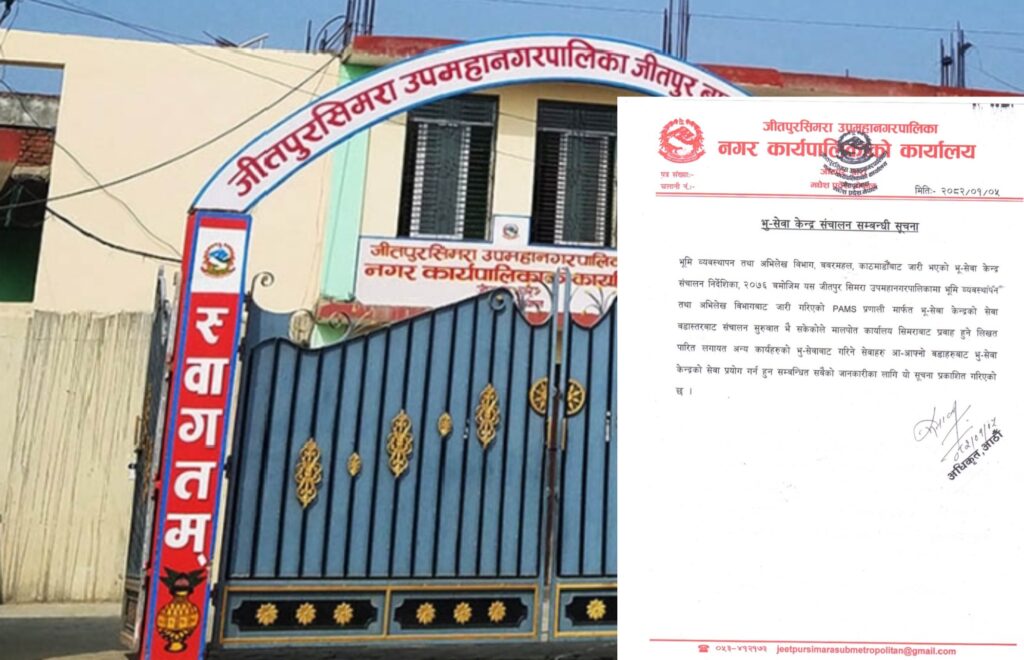 जीतपुरसिमरा उपमहानगरपालिका जीतपुर
स्वागतम्
जीतपुरसिमरा उपमहानगरपालिका
नगर कार्यपालिकाको
जीतपुरसिमरा उपमहानगरपालिका
नगर कार्यपालिकाको कार्यालय
पत्र संख्याः-
चलानी नं.:-
मितिः- २०८२/०१/०५
भु-सेवा केन्द्र संचालन सम्बन्धी सूचना
भूमि व्यवस्थापन तथा अभिलेख विभाग, बबरमहल, काठमाडौँबाट जारी भएको भू-सेवा केन्द्र
संचालन निर्देशिका, २०७६ बमोजिम यस जीतपुर सिमरा उपमहानगरपालिकामा भूमि व्यवस्थापन
तथा अभिलेख विभागबाट जारी गरिएको PAMS प्रणाली मार्फत भू-सेवा केन्द्रको सेवा
वडास्तरबाट संचालन सुरुवात भै सकेकोले मालपोत कार्यालय सिमराबाट प्रवाह हुने लिखत
पारित लगायत अन्य कार्यहरुको भु-सेवाबाट गरिने सेवाहरु आ-आफ्नो वडाहरुबाट भु-सेवा
केन्द्रको सेवा प्रयोग गर्न हुन सम्बन्धित सबैको जानकारीका लागि यो सूचना प्रकाशित गरिएको
छ ।
अधिकृत, आठौँ
०५३-४१२१७३ jeetpursimarasubmetropolitan@gmail.com